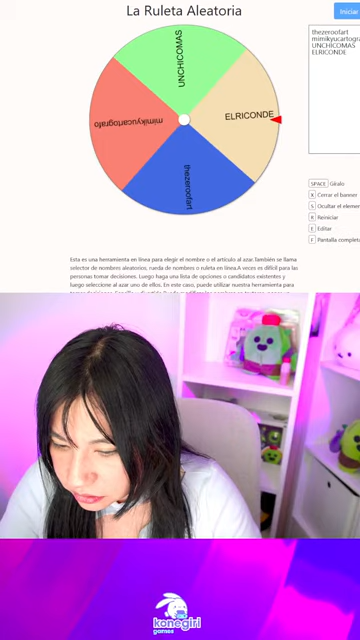 La Ruleta Aleatoria
Iniciar
thezeroofart
mimikyucartogra
UNCHICOMAS
ELRICONDE
UNCHICOMAS
ELRICONDE
mimikyucartografo
thezeroofart
SPACE Gíralo
X Cerrar el banner
S Ocultar el elemen
R Reiniciar
E Editar
F Pantalla completa
Esta es una herramienta en línea para elegir el nombre o el artículo al azar.También se llama
selector de nombres aleatorios, rueda de nombres o ruleta en línea.A veces es difícil para las
personas tomar decisiones. Luego haga una lista de opciones o candidatos existentes y
luego seleccione al azar uno de ellos. En este caso, puede utilizar nuestra herramienta para
konegiri
games